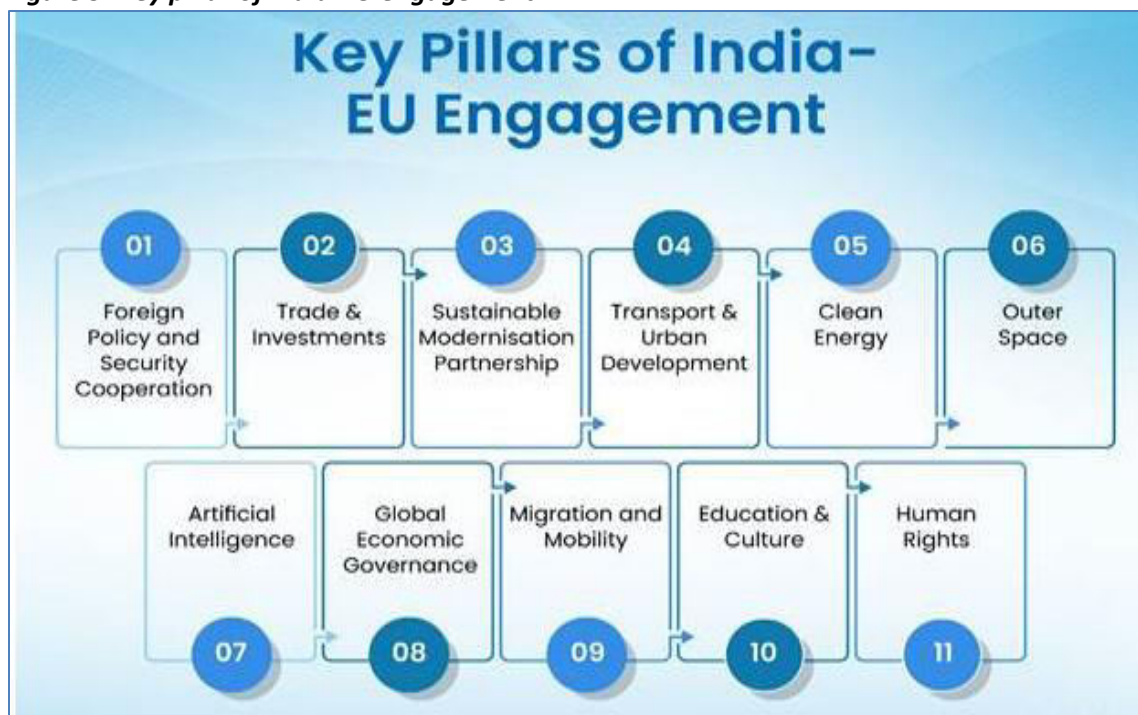 Key Pillars of India-
EU Engagement
01
Foreign
Policy and
Security
Cooperation
02
Trade &
Investments
03
Sustainable
Modernisation
Partnership
04
Transport &
Urban
Development
05
Clean
Energy
06
Outer
Space
Artificial
Intelligence
07
Global
Economic
Governance
08
Migration and
Mobility
09
Education &
Culture
10
Human
Rights
11